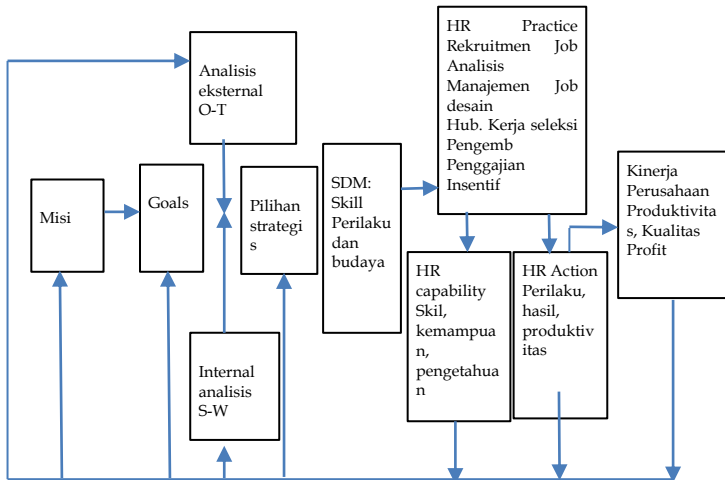 Misi
Goals
Analisis
eksternal
O-T
Internal
analisis
S-W
Pilihan
strategi
s
SDM:
Skill
Perilaku
dan
budaya
HR Practice
Rekruitmen Job
Analisis
Manajemen Job
desain
Hub. Kerja seleksi
Pengemb
Penggajian
Insentif
HR
capability
Skil,
kemampua
n,
pengetahu
an
HR Action
Perilaku,
hasil,
produktiv
itas
Kinerja
Perusahaan
Produktivita
s, Kualitas
Profit